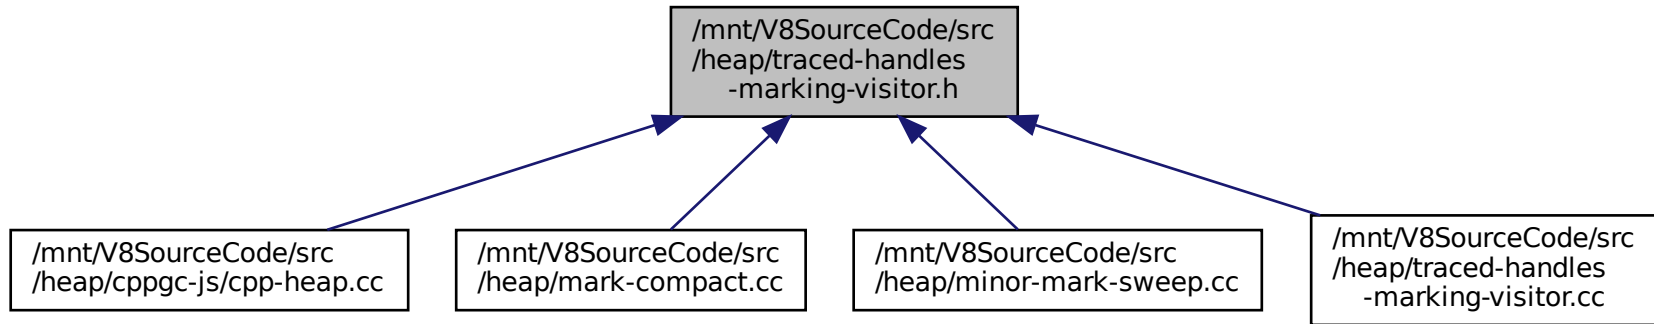 /mnt/V8SourceCode/src
/heap/traced-handles
-marking-visitor.h
/mnt/V8SourceCode/src
/heap/cppgc-js/cpp-heap.cc
/mnt/V8SourceCode/src
/heap/mark-compact.cc
/mnt/V8SourceCode/src
/heap/minor-mark-sweep.cc
/mnt/V8SourceCode/src
/heap/traced-handles
-marking-visitor.cc